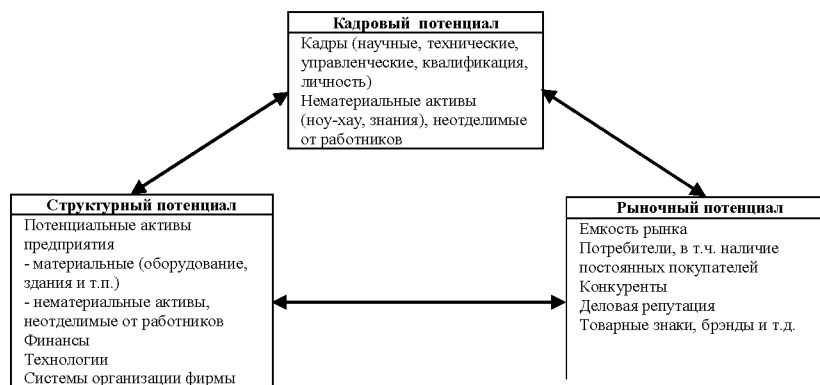 Кадровый потенциал
Кадры (научные, технические,
управленческие, квалификация,
личность)
Нематериальные активы
(ноу-хау, знания), неотделимые
от работников
Структурный потенциал
Потенциальные активы
предприятия
- материальные (оборудование,
здания и т.п.)
- нематериальные активы,
неотделимые от работников
Финансы
Технологии
Системы организации фирмы
Рыночный потенциал
Емкость рынка
Потребители, в т.ч. наличие
постоянных покупателей
Конкуренты
Деловая репутация
Товарные знаки, брэнды и т.д.